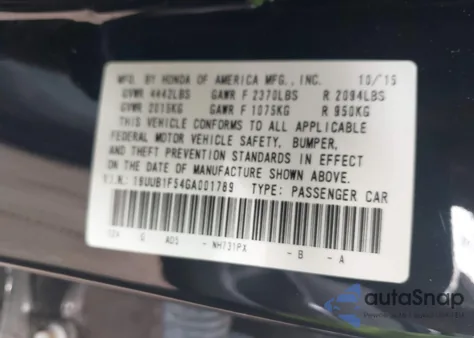 MFD. BY HONDA OF AMERICA MFG., INC. 10/15
GVWR 4442LBS GAWR F 2370LBS R 2094LBS
GVWR 2015KG GAWR F 1075KG R 950KG
THIS VEHICLE CONFORMS TO ALL APPLICABLE
FEDERAL MOTOR VEHICLE SAFETY, BUMPER,
AND THEFT PREVENTION STANDARDS IN EFFECT
ON THE DATE OF MANUFACTURE SHOWN ABOVE.
V.I.N.: 19UUB1F54GA001789 TYPE: PASSENGER CAR
A05 - NH731PX - B - A
autoSnap